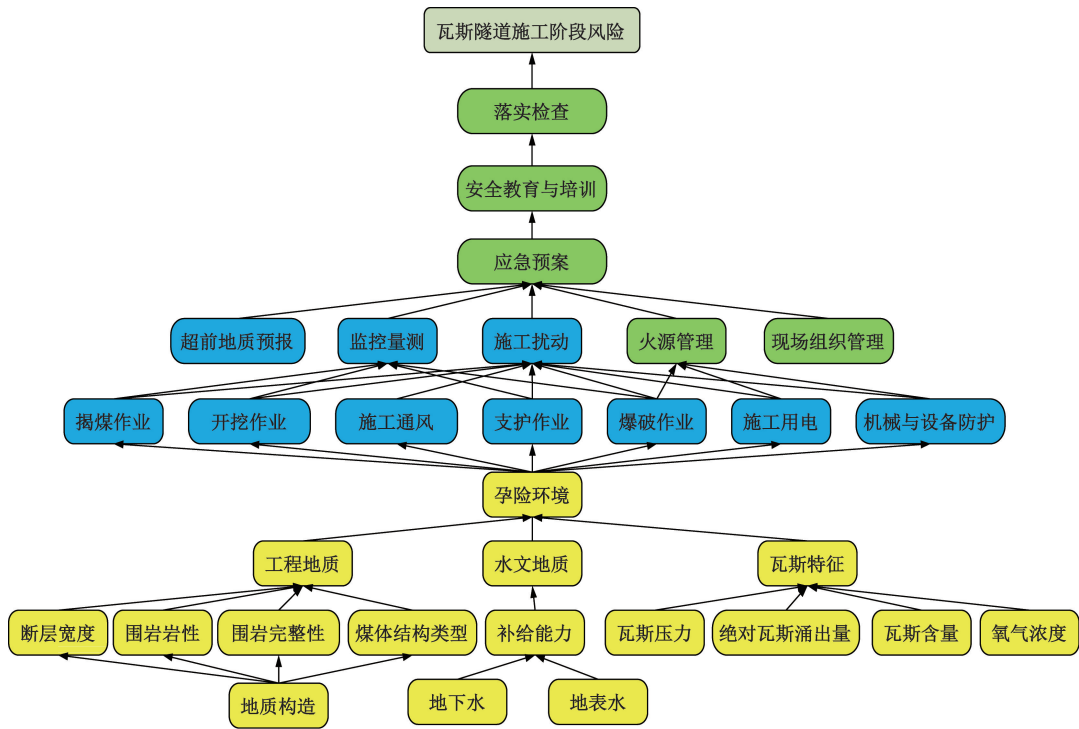 瓦斯隧道施工阶段风险
落实检查
安全教育与培训
应急预案
超前地质预报
监控量测
施工扰动
火源管理
现场组织管理
揭煤作业
开挖作业
施工通风
支护作业
爆破作业
施工用电
机械与设备防护
孕险环境
工程地质
水文地质
瓦斯特征
断层宽度
围岩岩性
围岩完整性
煤体结构类型
补给能力
瓦斯压力
绝对瓦斯涌出量
瓦斯含量
氧气浓度
地质构造
地下水
地表水